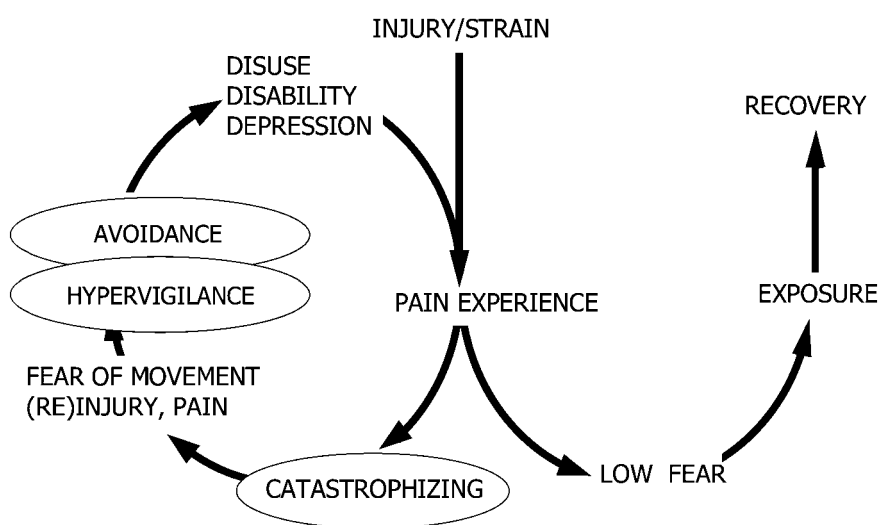 INJURY/STRAIN
DISUSE
DISABILITY
DEPRESSION
RECOVERY
AVOIDANCE
HYPERVIGILANCE
PAIN EXPERIENCE
EXPOSURE
FEAR OF MOVEMENT
(RE)INJURY, PAIN
CATASTROPHIZING
LOW FEAR